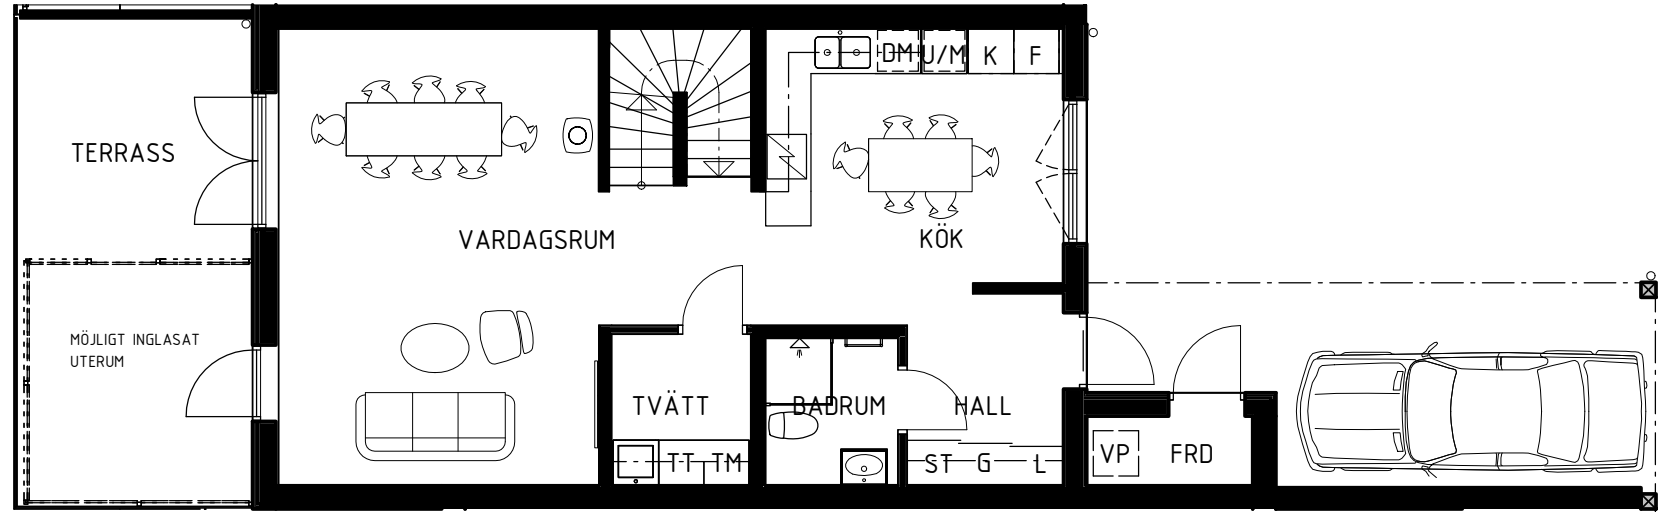 DM U/M K F
TERRASS
VARDAGSRUM
KÖK
MÖJLIGT INGLASAT
UTERUM
TVÄTT
BADRUM
HALL
TT TM
ST G L
VP
FRD